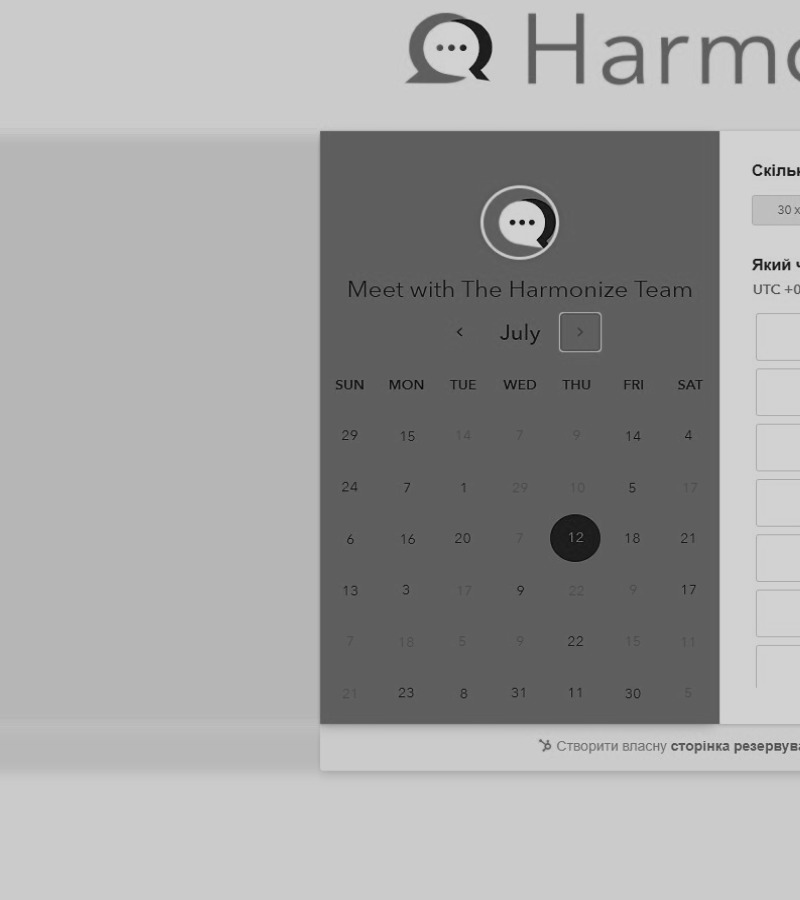 Harmo
Meet with The Harmonize Team
July
SUN MON TUE WED THU FRI SAT
29 15 14 7 9 14 4
24 7 1 29 10 5 17
6 16 20 7 12 18 21
13 3 17 9 22 9 17
7 18 5 9 22 15 11
21 23 8 31 11 30 5
Скільк
30 х
Який ч
UTC +0
Створити власну сторінка резервува